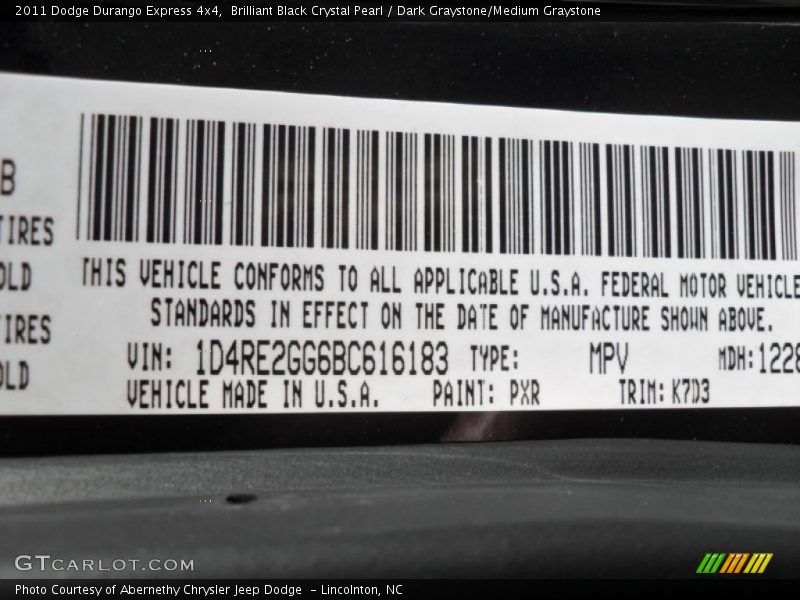 2011 Dodge Durango Express 4x4,  Brilliant Black Crystal Pearl / Dark Graystone/Medium Graystone
B
TIRES
OLD
TIRES
OLD
THIS VEHICLE CONFORMS TO ALL APPLICABLE U.S.A. FEDERAL MOTOR VEHICLE
STANDARDS IN EFFECT ON THE DATE OF MANUFACTURE SHOWN ABOVE.
VIN: 1D4RE2GG6BC616183 TYPE: MPV MDH: 1228
VEHICLE MADE IN U.S.A. PAINT: PXR TRIM: K7D3
GTCARLOT.COM
Photo Courtesy of Abernethy Chrysler Jeep Dodge  - Lincolnton, NC